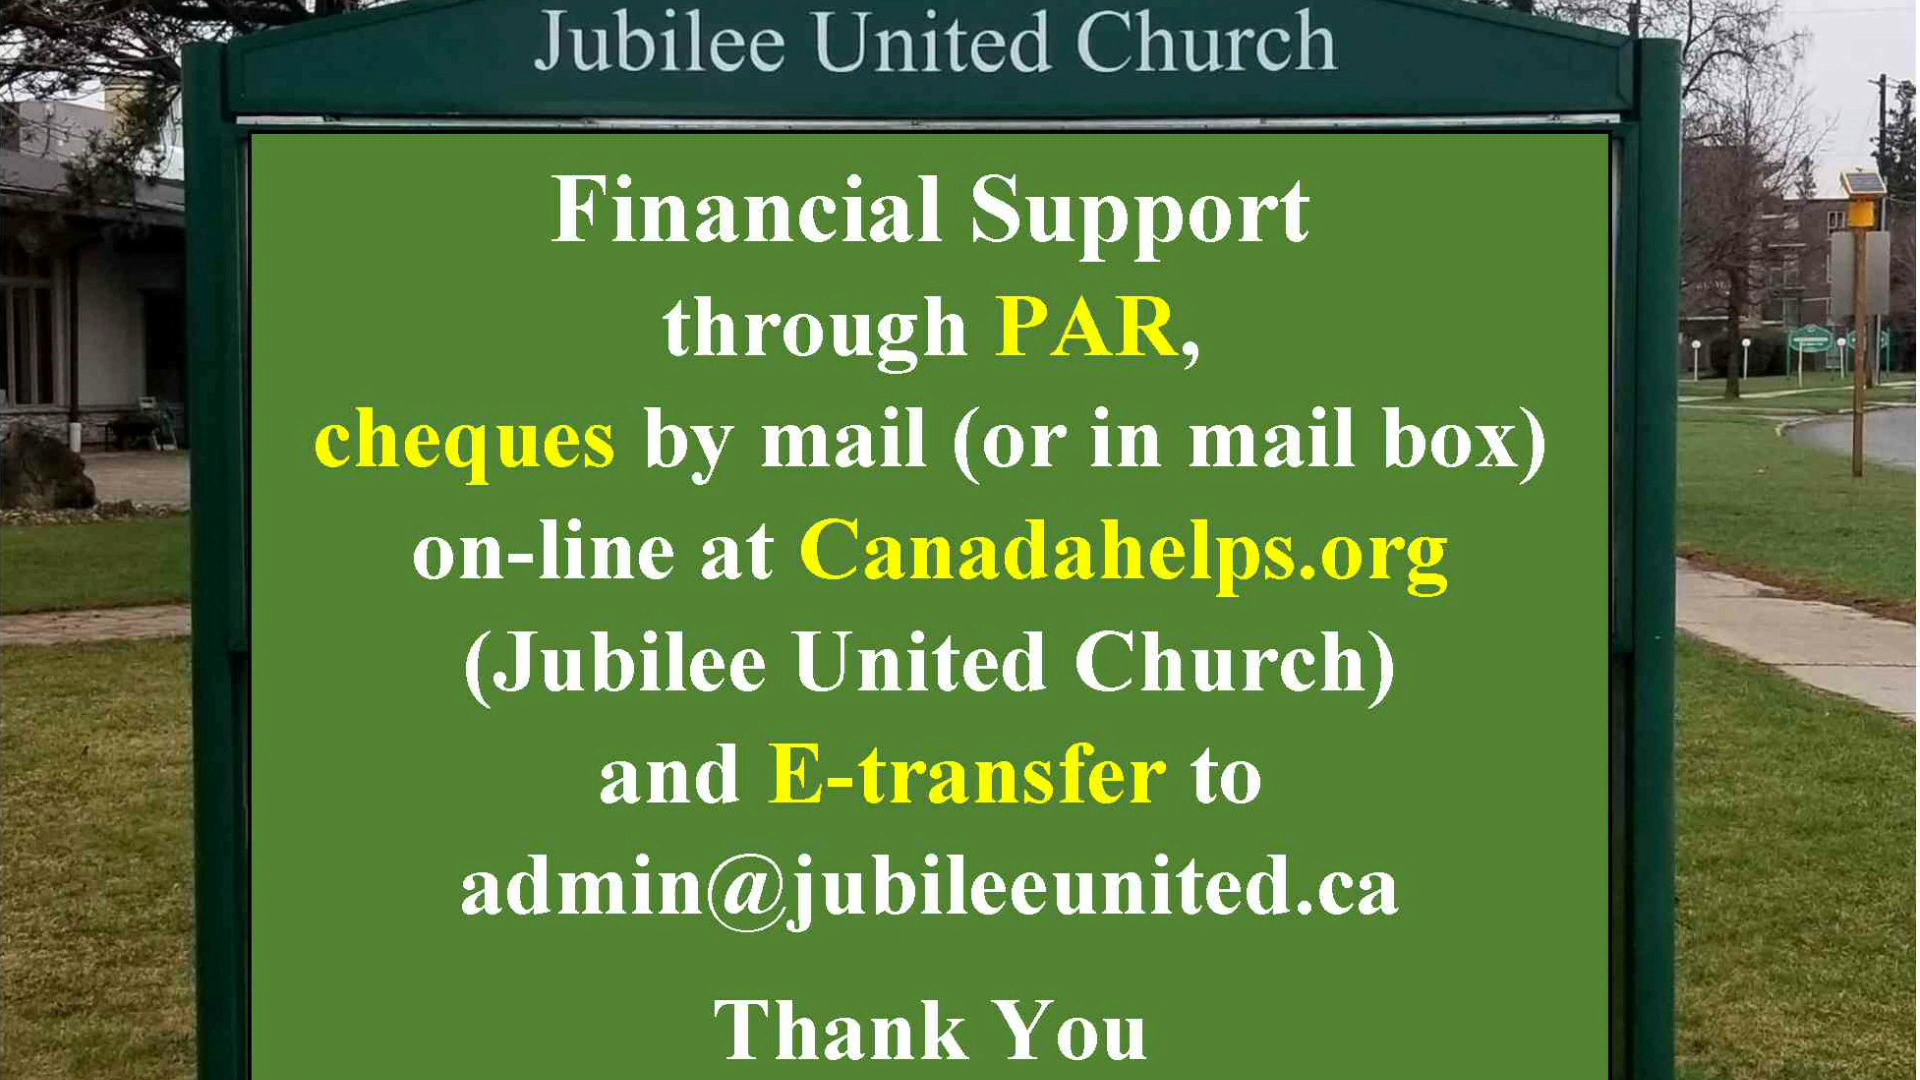 Jubilee United Church
Financial Support
through PAR,
cheques by mail (or in mail box)
on-line at Canadahelps.org
(Jubilee United Church)
and E-transfer to
admin@jubileeunited.ca
Thank You